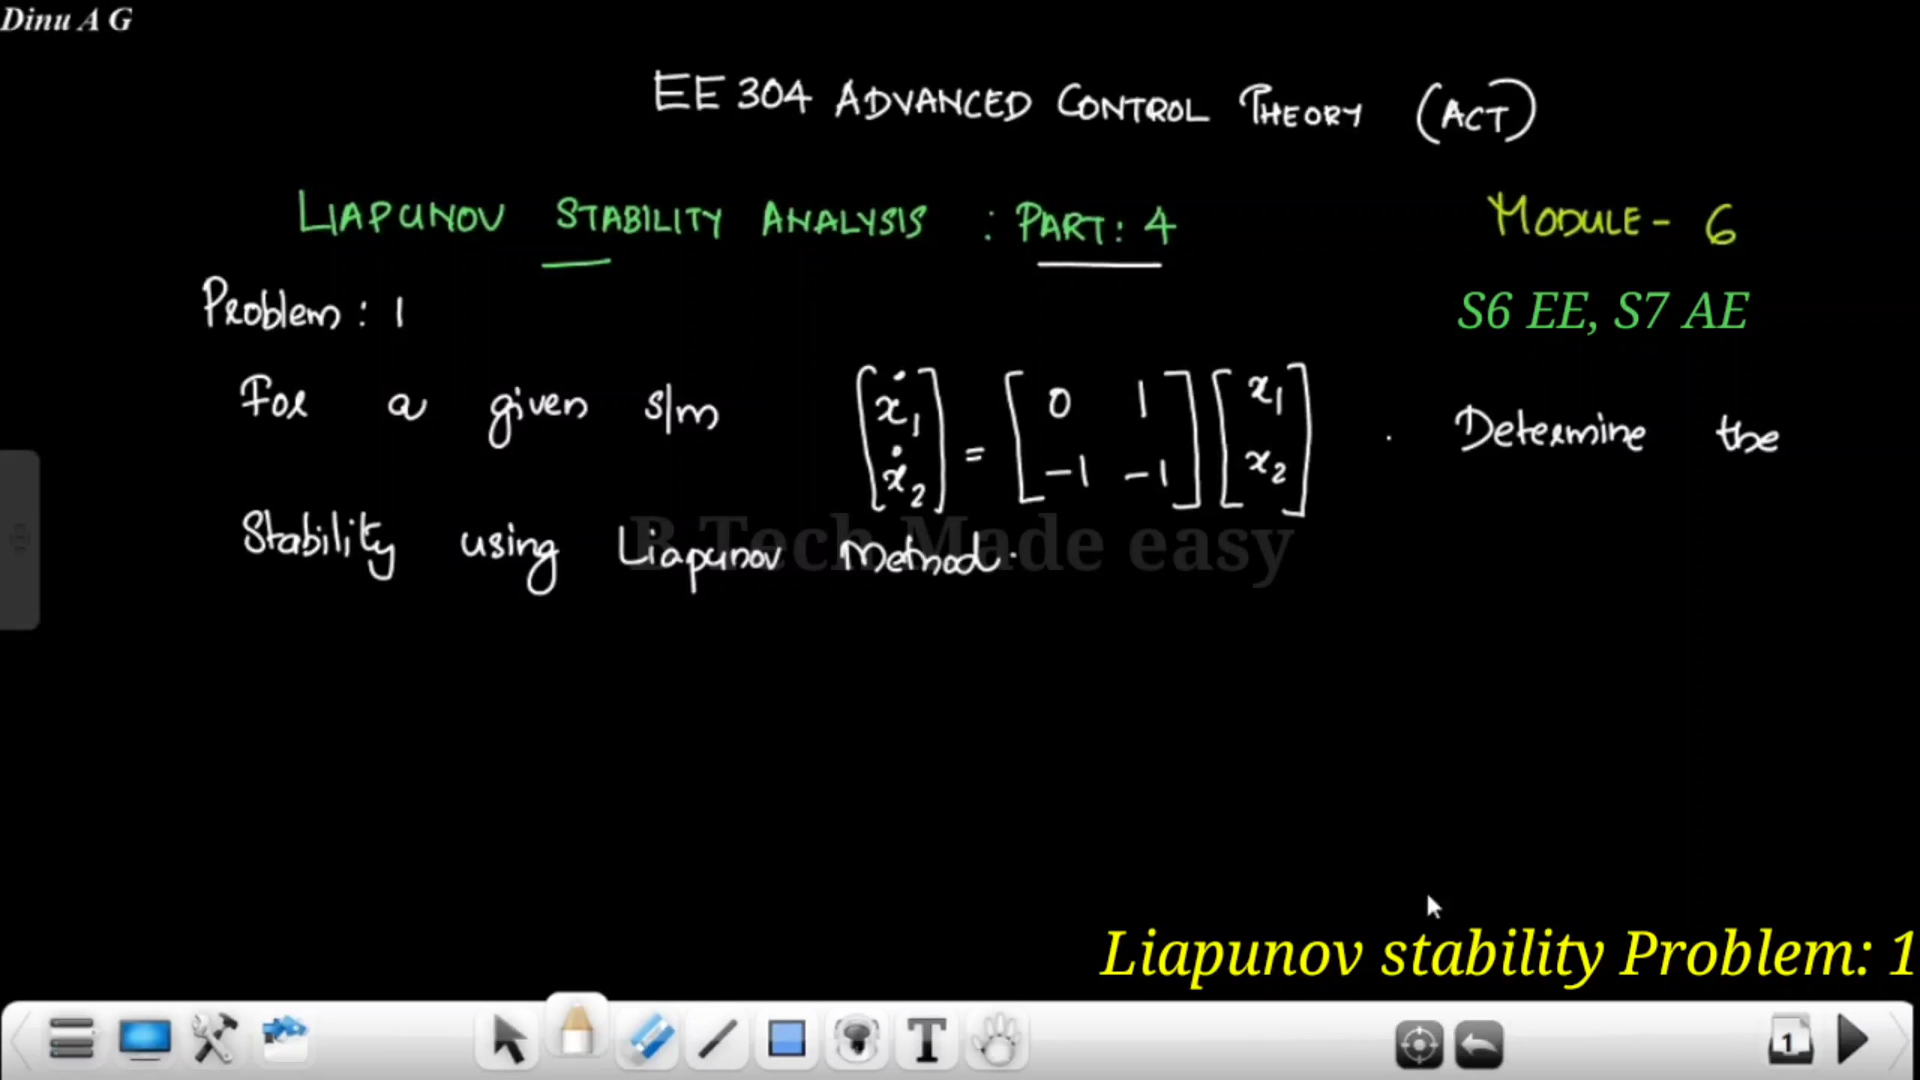 Dinu A G
EE 304 ADVANCED CONTROL THEORY (ACT)
LIAPUNOV STABILITY ANALYSIS : PART: 4
MODULE - 6
Problem : 1
S6 EE, S7 AE
For a given s/m [ẋ1 ẋ2] = [0 1 -1 -1] [x1 x2] . Determine the
Stability using Liapunov Method.
B Tech Made easy
Liapunov stability Problem: 1
T
1